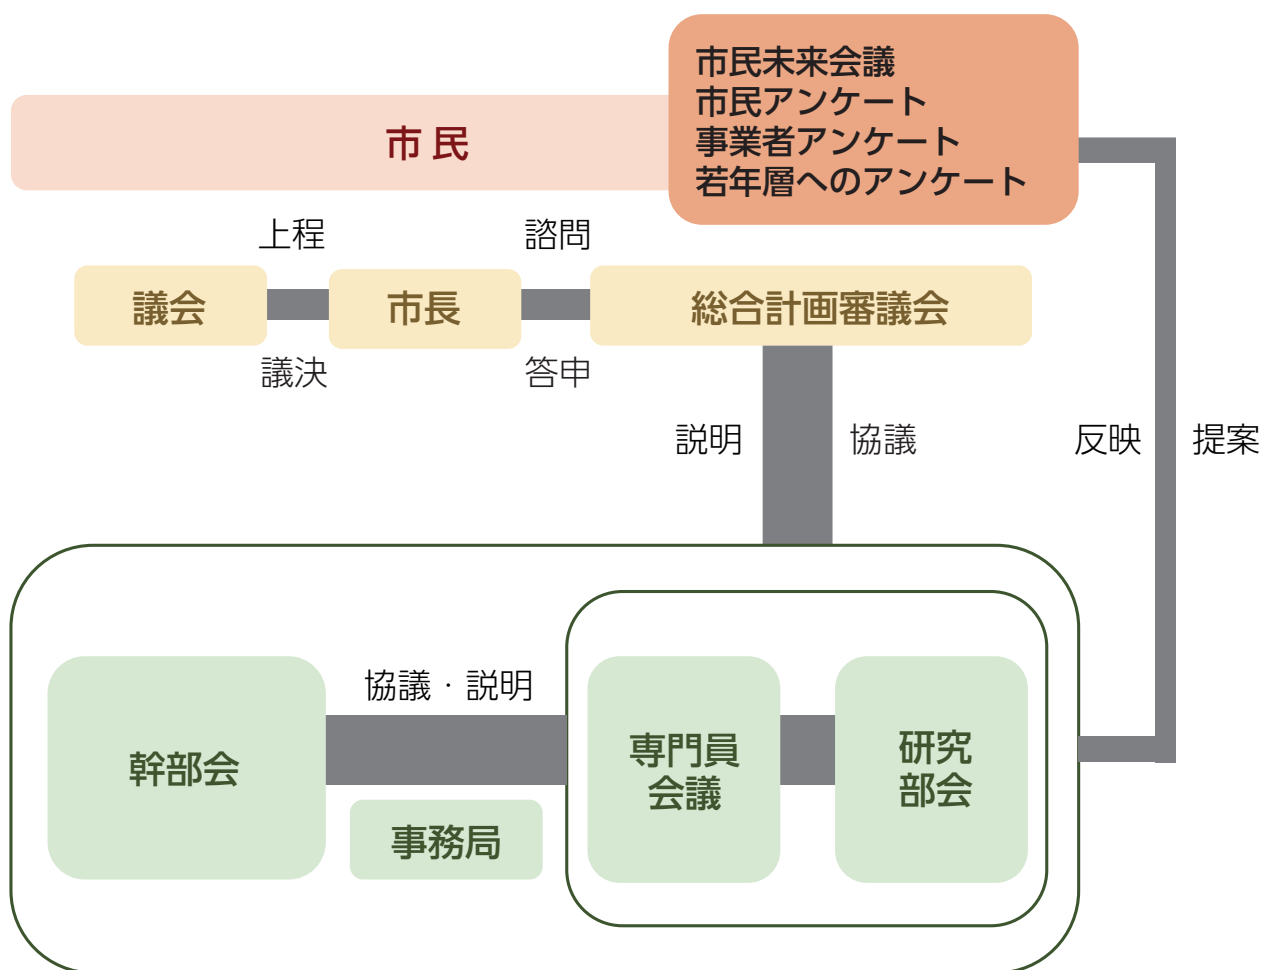 市民未来会議
市民アンケート
事業者アンケート
若年層へのアンケート
市 民
上程
諮問
議会
市長
総合計画審議会
議決
答申
説明
協議
反映
提案
協議・説明
幹部会
事務局
専門員
会議
研究
部会